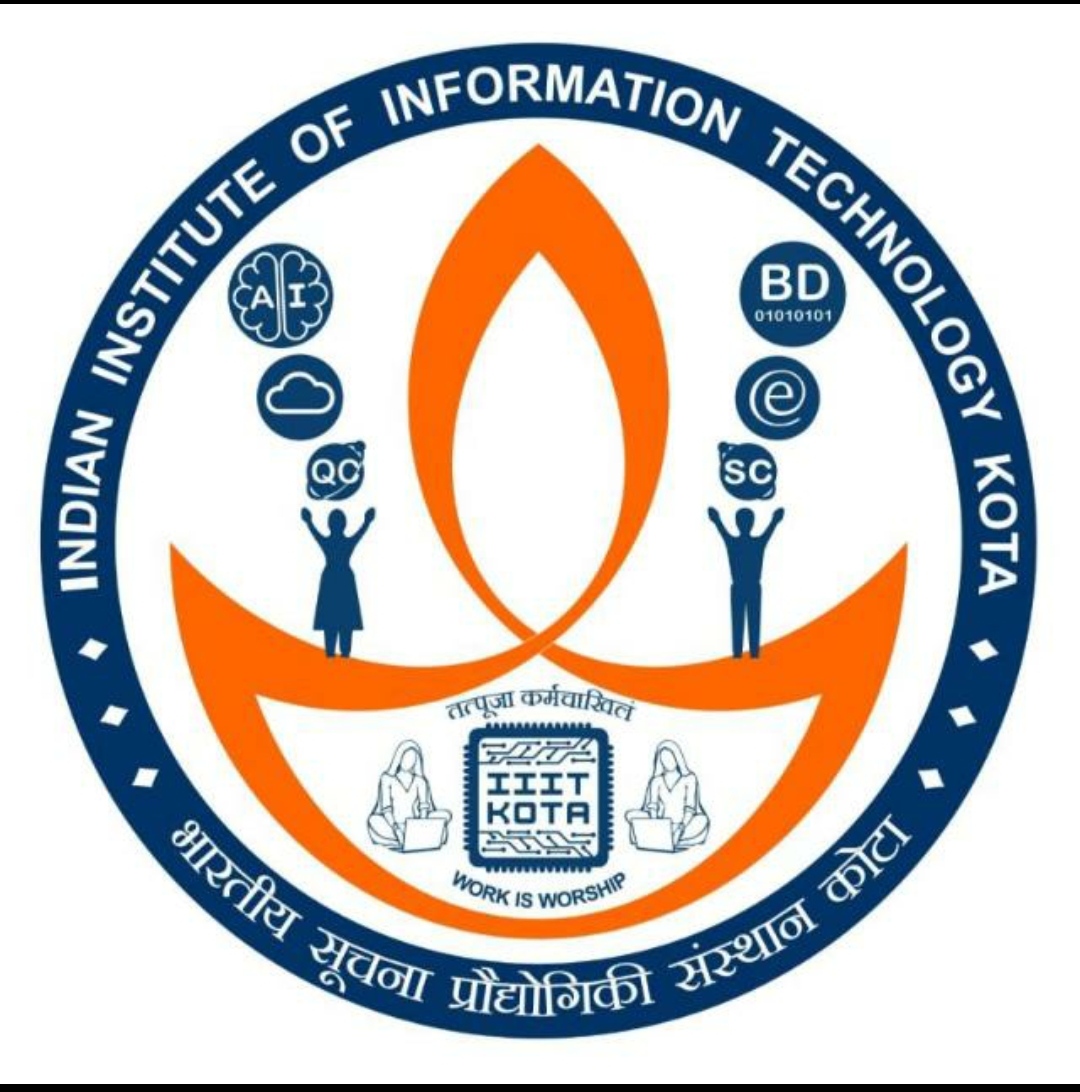 INDIAN INSTITUTE OF INFORMATION TECHNOLOGY KOTA
AI
BD
01010101
e
QC
SC
तत्पूजा कर्मचाखिलं
IIIT
KOTA
WORK IS WORSHIP
भारतीय सूचना प्रौद्योगिकी संस्थान कोटा